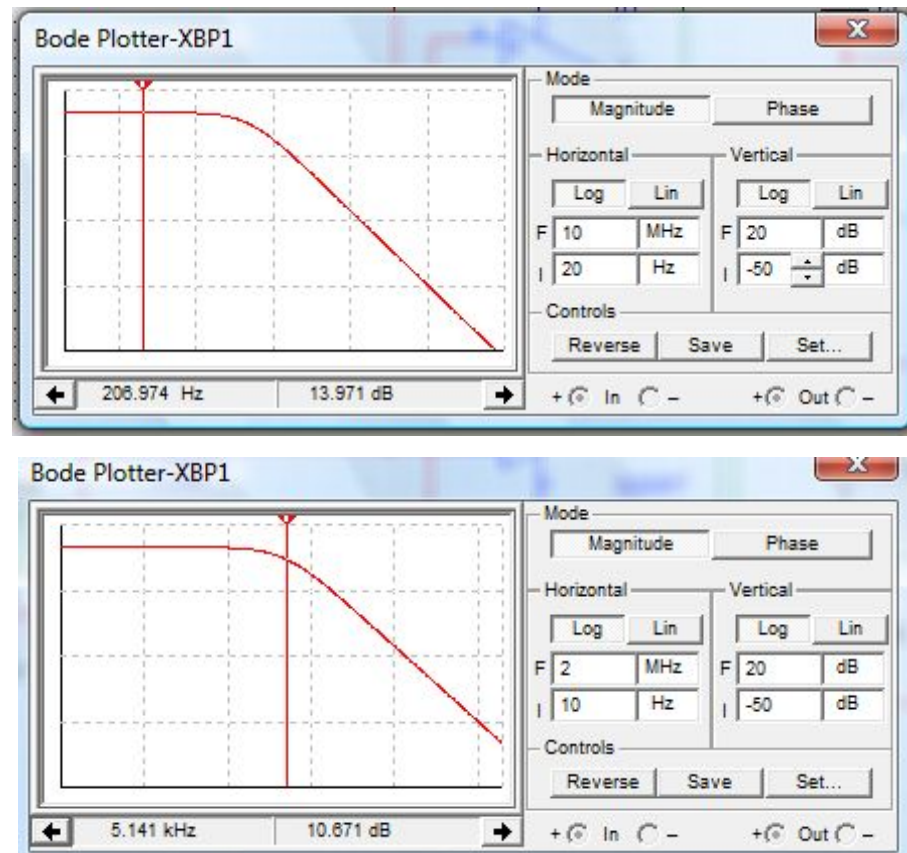 Bode Plotter-XBP1
Mode
Magnitude Phase
Horizontal Vertical
Log Lin Log Lin
F 10 MHz F 20 dB
I 20 Hz I -50 dB
Controls
Reverse Save Set...
206.974 Hz 13.971 dB + In - + Out -
Bode Plotter-XBP1
Mode
Magnitude Phase
Horizontal Vertical
Log Lin Log Lin
F 2 MHz F 20 dB
I 10 Hz I -50 dB
Controls
Reverse Save Set...
5.141 kHz 10.671 dB + In - + Out -